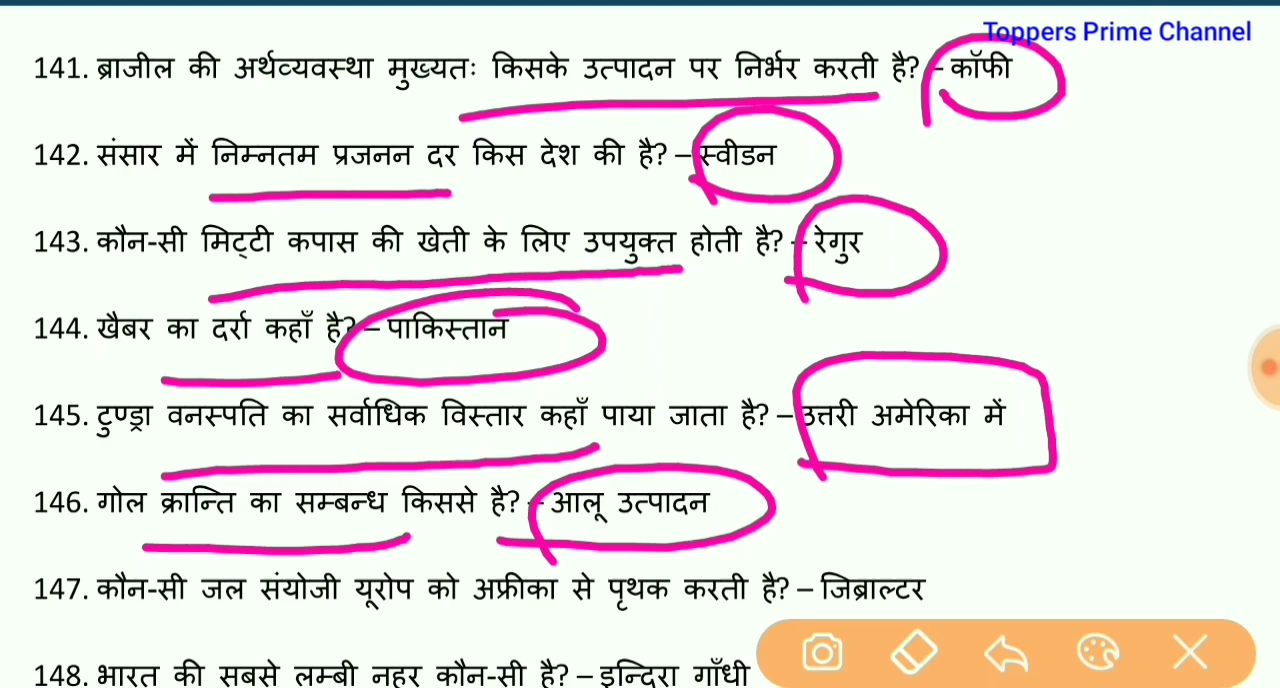 Toppers Prime Channel
141. ब्राजील की अर्थव्यवस्था मुख्यतः किसके उत्पादन पर निर्भर करती है? – कॉफी
142. संसार में निम्नतम प्रजनन दर किस देश की है? – स्वीडन
143. कौन-सी मिट्टी कपास की खेती के लिए उपयुक्त होती है? – रेगुर
144. खैबर का दर्रा कहाँ है? – पाकिस्तान
145. टुण्ड्रा वनस्पति का सर्वाधिक विस्तार कहाँ पाया जाता है? – उत्तरी अमेरिका में
146. गोल क्रान्ति का सम्बन्ध किससे है? – आलू उत्पादन
147. कौन-सी जल संयोजी यूरोप को अफ्रीका से पृथक करती है? – जिब्राल्टर
148. भारत की सबसे लम्बी नहर कौन-सी है? – इन्दिरा गाँधी